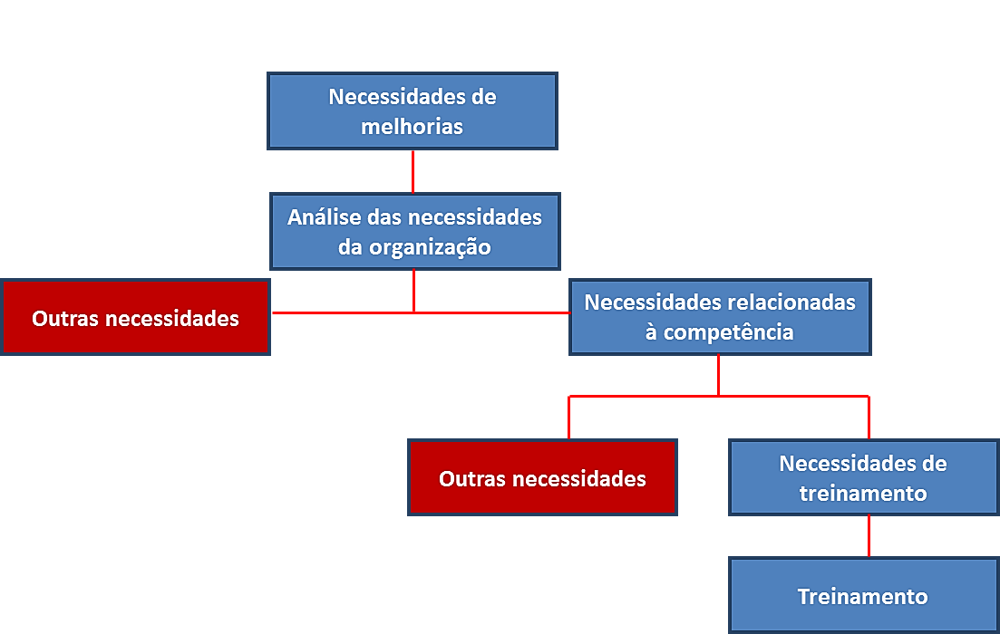 Necessidades de
melhorias
Análise das necessidades
da organização
Outras necessidades
Necessidades relacionadas
à competência
Outras necessidades
Necessidades de
treinamento
Treinamento